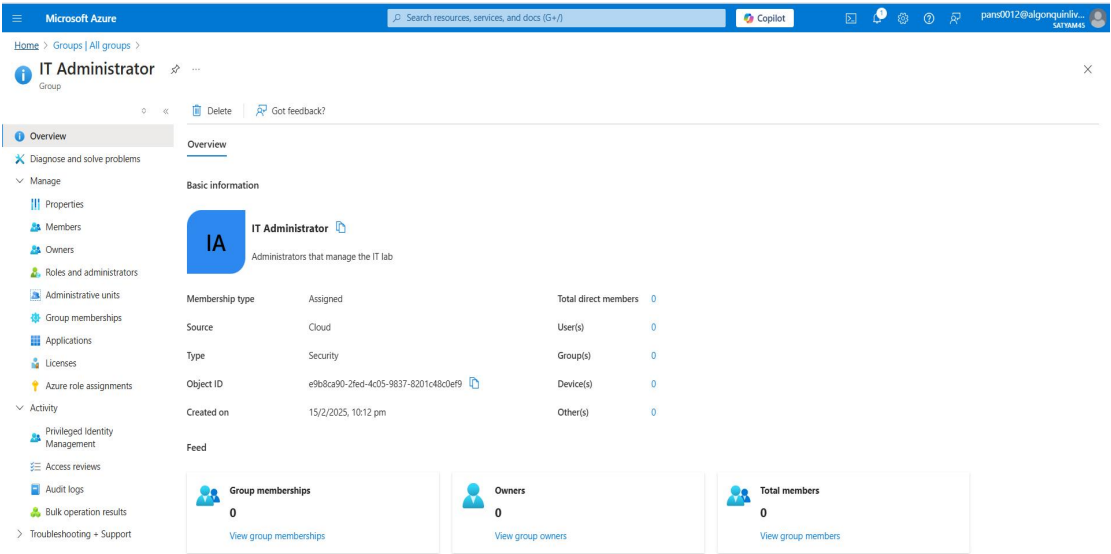 Microsoft Azure
Search resources, services, and docs (G+/)
Copilot
1
pans0012@algonquinliv...
SATYAM45
Home > Groups | All groups >
IT Administrator
...
Group
Delete
Got feedback?
Overview
Diagnose and solve problems
Manage
Properties
Members
Owners
Roles and administrators
Administrative units
Group memberships
Applications
Licenses
Azure role assignments
Activity
Privileged Identity
Management
Access reviews
Audit logs
Bulk operation results
Troubleshooting + Support
Overview
Basic information
IA
IT Administrator
Administrators that manage the IT lab
Membership type Assigned
Source Cloud
Type Security
Object ID e9b8ca90-2fed-4c05-9837-8201c48c0ef9
Created on 15/2/2025, 10:12 pm
Total direct members 0
User(s) 0
Group(s) 0
Device(s) 0
Other(s) 0
Feed
Group memberships
0
View group memberships
Owners
0
View group owners
Total members
0
View group members